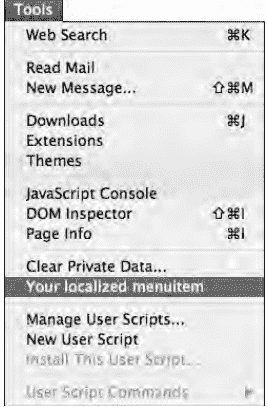 Tools
Web Search ⌘K
Read Mail
New Message... ⇧⌘M
Downloads ⌘J
Extensions
Themes
JavaScript Console
DOM Inspector ⇧⌘I
Page Info ⌘I
Clear Private Data...
Your localized menuitem
Manage User Scripts...
New User Script
Install This User Script...
User Script Commands